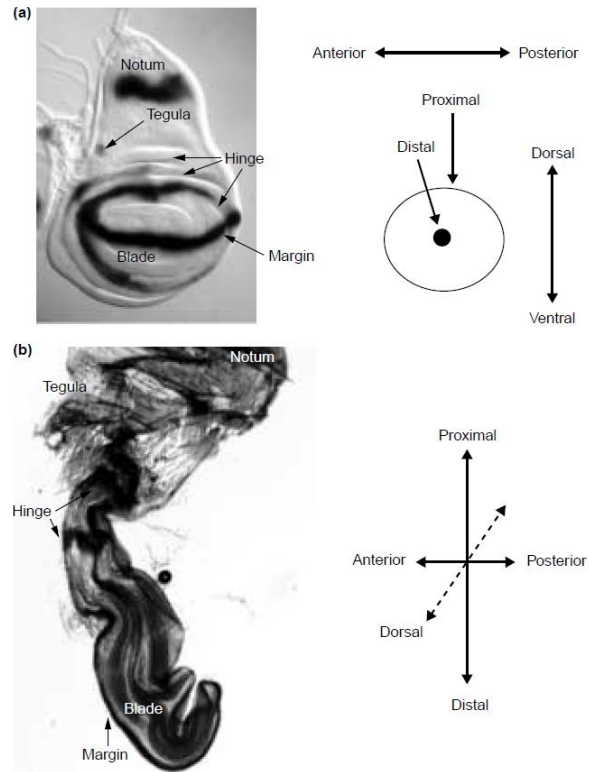 (a)
Notum
Tegula
Hinge
Blade
Margin
Anterior
Posterior
Proximal
Distal
Dorsal
Ventral
(b)
Notum
Tegula
Hinge
Blade
Margin
Proximal
Anterior
Posterior
Dorsal
Distal